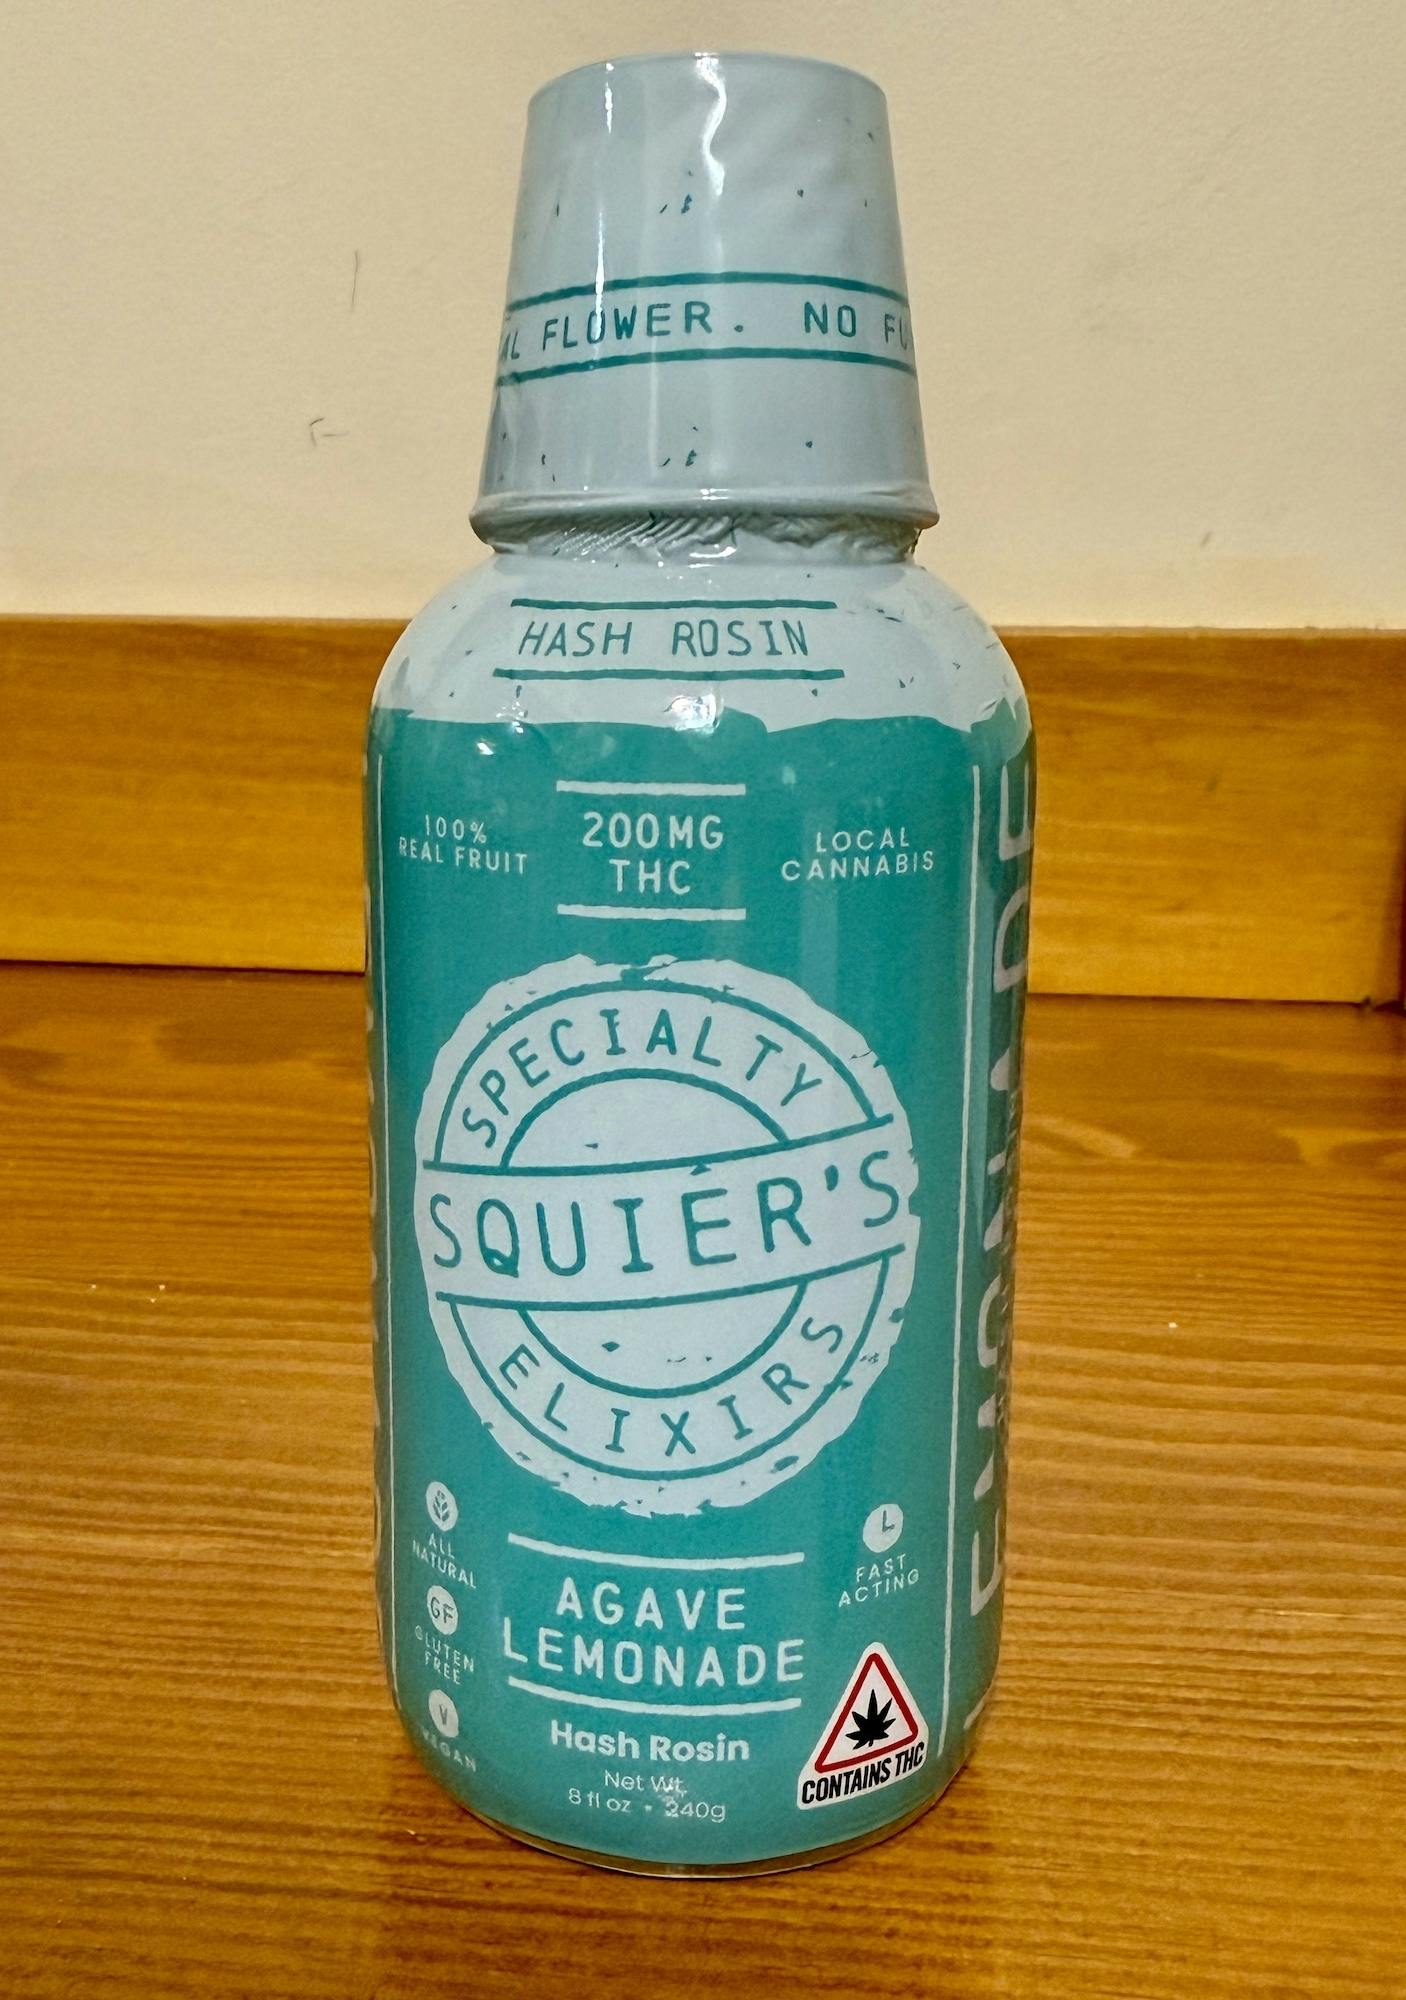 FLOWER. NO
HASH ROSIN
100%
REAL FRUIT
200MG
THC
LOCAL
CANNABIS
SPECIALTY
SQUIER'S
ELIXIRS
ALL
NATURAL
GF
GLUTEN
FREE
V
VEGAN
FAST
ACTING
AGAVE
LEMONADE
Hash Rosin
Net Wt.
8 fl oz • 240g
CONTAINS THC
LEMONADE